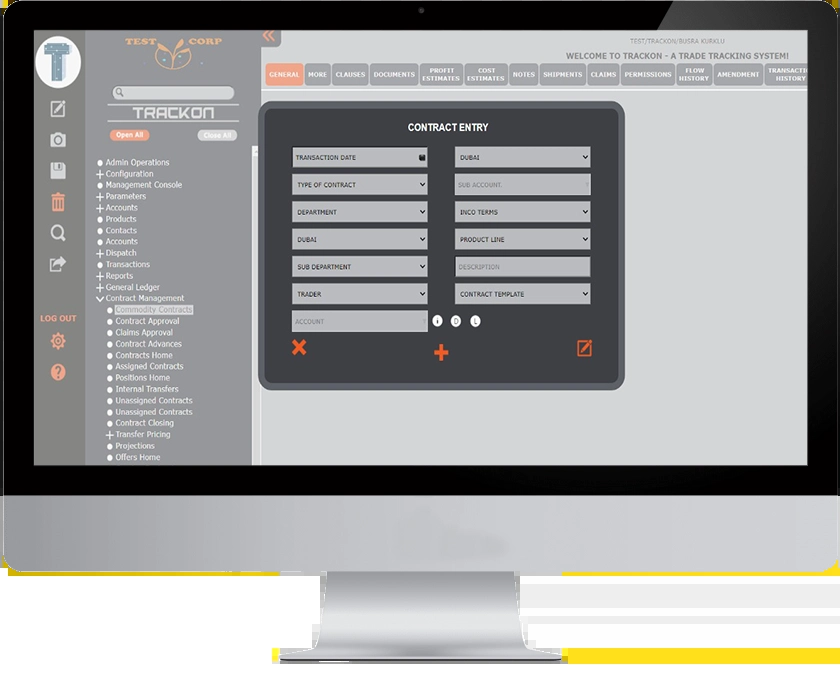 TEST CORP
TEST/TRACKON/BUSRA KURKLU
WELCOME TO TRACKON - A TRADE TRACKING SYSTEM!
GENERAL
MORE
CLAUSES
DOCUMENTS
PROFIT
ESTIMATES
COST
ESTIMATES
NOTES
SHIPMENTS
CLAIMS
PERMISSIONS
FLOW
HISTORY
AMENDMENT
TRANSACTI
HISTORY
T
TRACKON
Open All
Close All
Admin Operations
Configuration
Management Console
Parameters
Accounts
Products
Contacts
Accounts
Dispatch
Transactions
Reports
General Ledger
Contract Management
Commodity Contracts
Contract Approval
Claims Approval
Contract Advances
Contracts Home
Assigned Contracts
Positions Home
Internal Transfers
Unassigned Contracts
Unassigned Contracts
Contract Closing
Transfer Pricing
Projections
Offers Home
LOG OUT
?
CONTRACT ENTRY
TRANSACTION DATE
DUBAI
TYPE OF CONTRACT
SUB ACCOUNT
DEPARTMENT
INCO TERMS
DUBAI
PRODUCT LINE
SUB DEPARTMENT
DESCRIPTION
TRADER
CONTRACT TEMPLATE
ACCOUNT
i D L